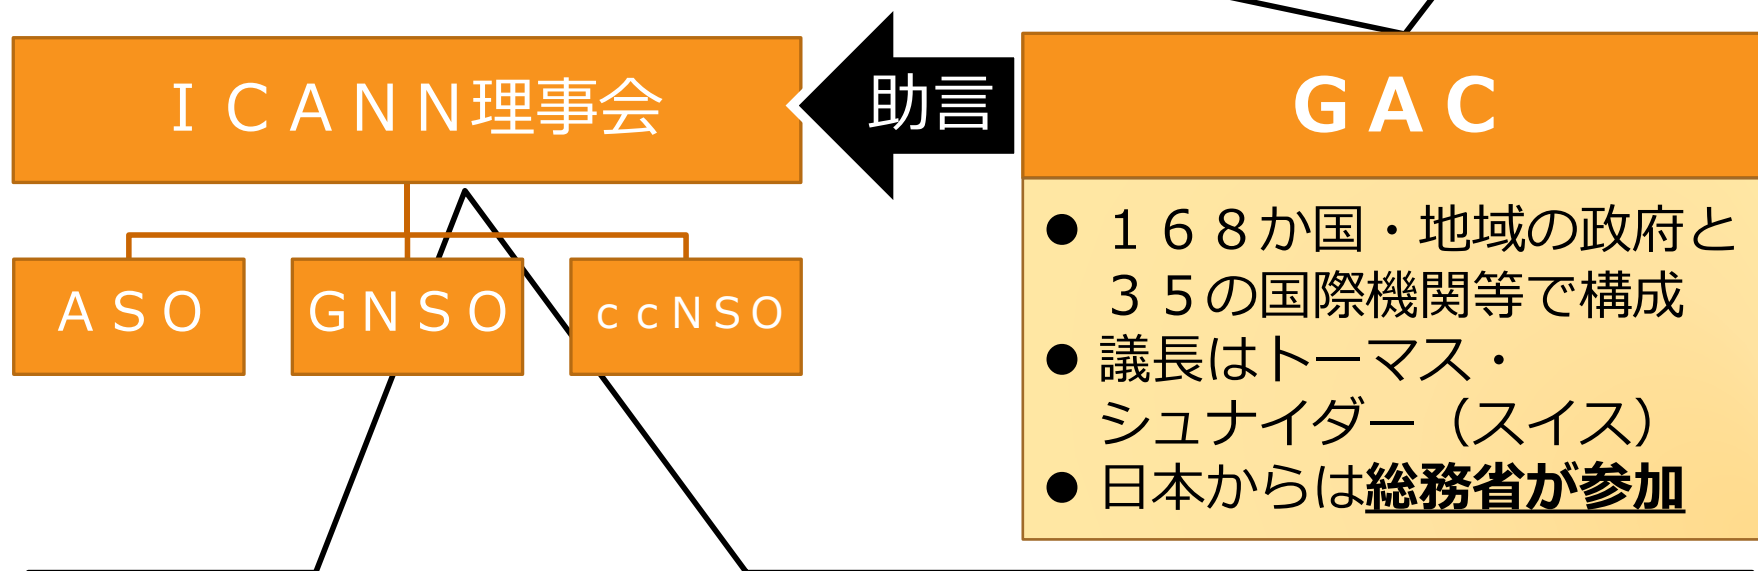 ＩＣＡＮＮ理事会
助言
ＧＡＣ
ＡＳＯ
ＧＮＳＯ
ｃｃＮＳＯ
● １６８か国・地域の政府と
３５の国際機関等で構成
● 議長はトーマス・
シュナイダー（スイス）
● 日本からは総務省が参加